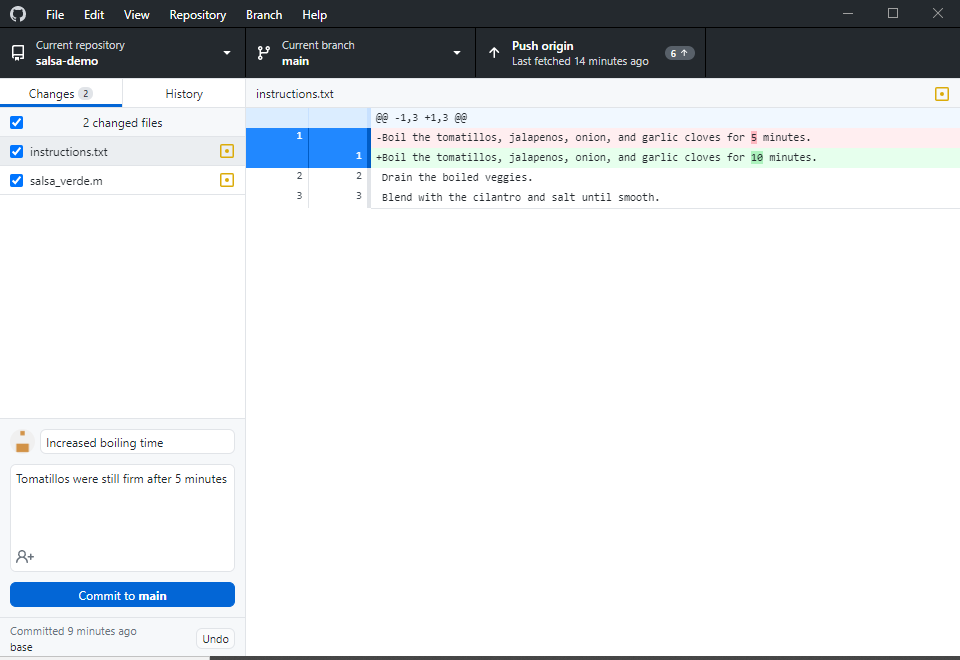 File Edit View Repository Branch Help
Current repository
salsa-demo
Current branch
main
Push origin
Last fetched 14 minutes ago
6
Changes 2
History
2 changed files
instructions.txt
salsa_verde.m
Increased boiling time
Tomatillos were still firm after 5 minutes
Commit to main
Committed 9 minutes ago
base
Undo
instructions.txt
@@ -1,3 +1,3 @@
1 -Boil the tomatillos, jalapenos, onion, and garlic cloves for 5 minutes.
1 +Boil the tomatillos, jalapenos, onion, and garlic cloves for 10 minutes.
2 2 Drain the boiled veggies.
3 3 Blend with the cilantro and salt until smooth.